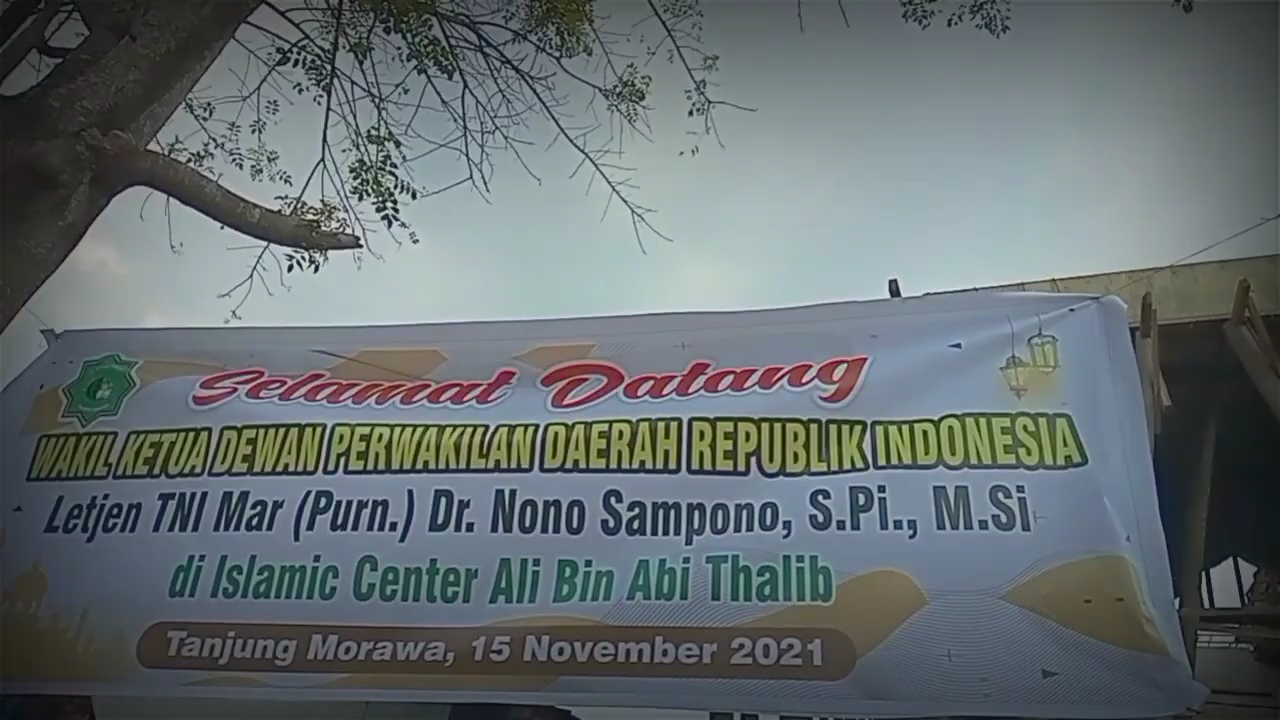 Selamat Datang
WAKIL KETUA DEWAN PERWAKILAN DAERAH REPUBLIK INDONESIA
Letjen TNI Mar (Purn.) Dr. Nono Sampono, S.Pi., M.Si
di Islamic Center Ali Bin Abi Thalib
Tanjung Morawa, 15 November 2021